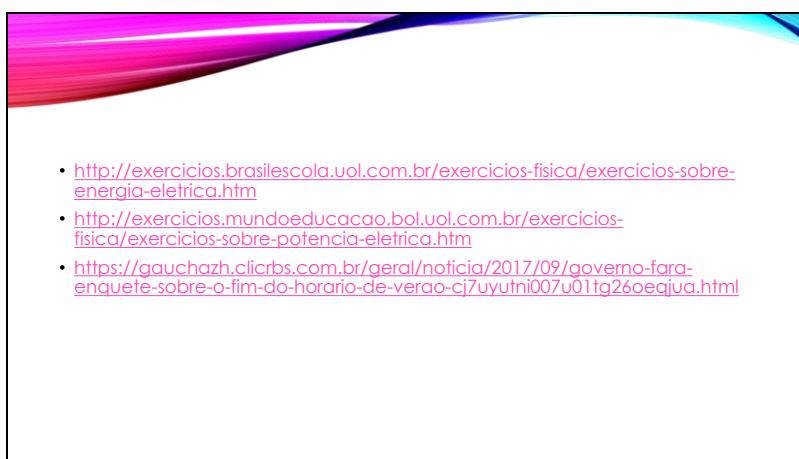 • http://exercicios.brasilescola.uol.com.br/exercicios-fisica/exercicios-sobre-
energia-eletrica.htm
• http://exercicios.mundoeducacao.bol.uol.com.br/exercicios-
fisica/exercicios-sobre-potencia-eletrica.htm
• https://gauchazh.clicrbs.com.br/geral/noticia/2017/09/governo-fara-
enquete-sobre-o-fim-do-horario-de-verao-cj7uyutni007u01tg26oeqjua.html